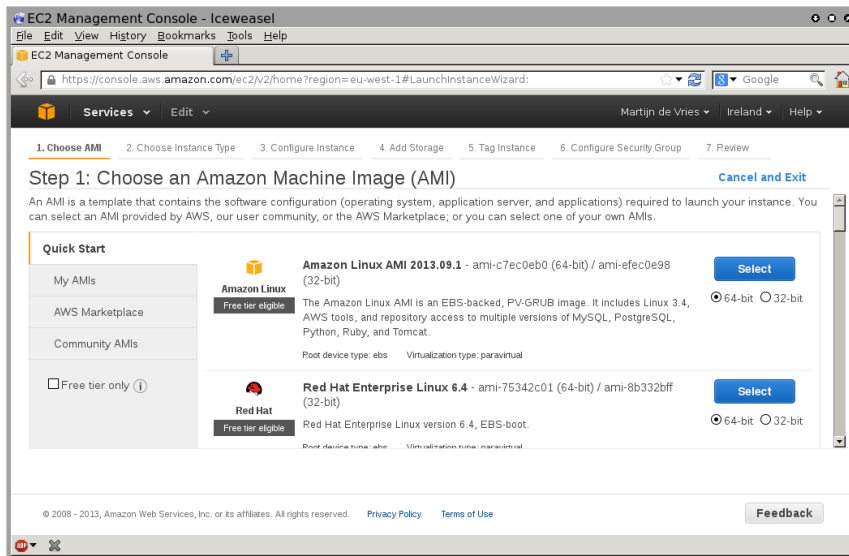 EC2 Management Console - Iceweasel
File Edit View History Bookmarks Tools Help
EC2 Management Console
https://console.aws.amazon.com/ec2/v2/home?region=eu-west-1#LaunchInstanceWizard:
Google
Services Edit Martijn de Vries Ireland Help
1. Choose AMI 2. Choose Instance Type 3. Configure Instance 4. Add Storage 5. Tag Instance 6. Configure Security Group 7. Review
Step 1: Choose an Amazon Machine Image (AMI)
Cancel and Exit
An AMI is a template that contains the software configuration (operating system, application server, and applications) required to launch your instance. You
can select an AMI provided by AWS, our user community, or the AWS Marketplace; or you can select one of your own AMIs.
Quick Start
My AMIs
AWS Marketplace
Community AMIs
Free tier only
Amazon Linux
Free tier eligible
Amazon Linux AMI 2013.09.1 - ami-c7ec0eb0 (64-bit) / ami-efec0e98
(32-bit)
The Amazon Linux AMI is an EBS-backed, PV-GRUB image. It includes Linux 3.4,
AWS tools, and repository access to multiple versions of MySQL, PostgreSQL,
Python, Ruby, and Tomcat.
Root device type: ebs Virtualization type: paravirtual
Select
64-bit 32-bit
Red Hat
Free tier eligible
Red Hat Enterprise Linux 6.4 - ami-75342c01 (64-bit) / ami-8b332bff
(32-bit)
Red Hat Enterprise Linux version 6.4, EBS-boot.
Root device type: ebs Virtualization type: paravirtual
Select
64-bit 32-bit
© 2008 - 2013, Amazon Web Services, Inc. or its affiliates. All rights reserved. Privacy Policy Terms of Use
Feedback
ABP